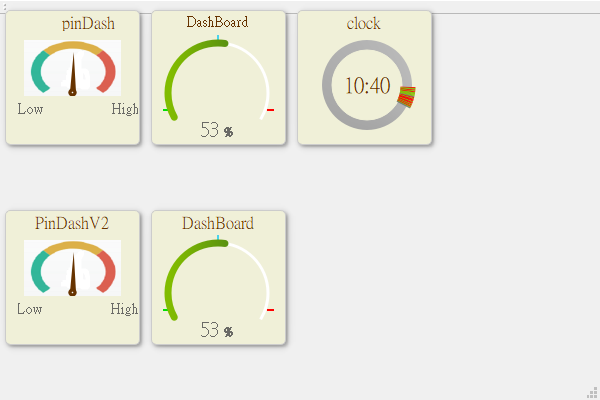 pinDash
Low High
DashBoard
53 %
clock
10:40
PinDashV2
Low High
DashBoard
53 %